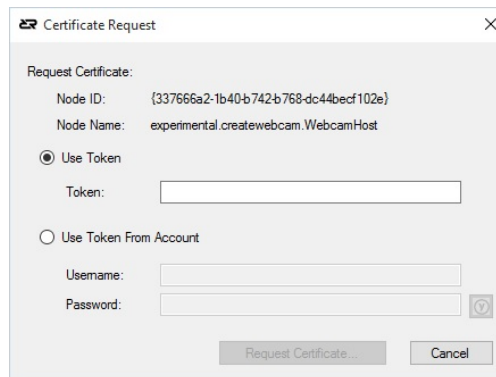 Certificate Request
Request Certificate:
Node ID: {337666a2-1b40-b742-b768-dc44becf102e}
Node Name: experimental.createwebcam.WebcamHost
Use Token
Token:
Use Token From Account
Username:
Password:
Request Certificate... Cancel